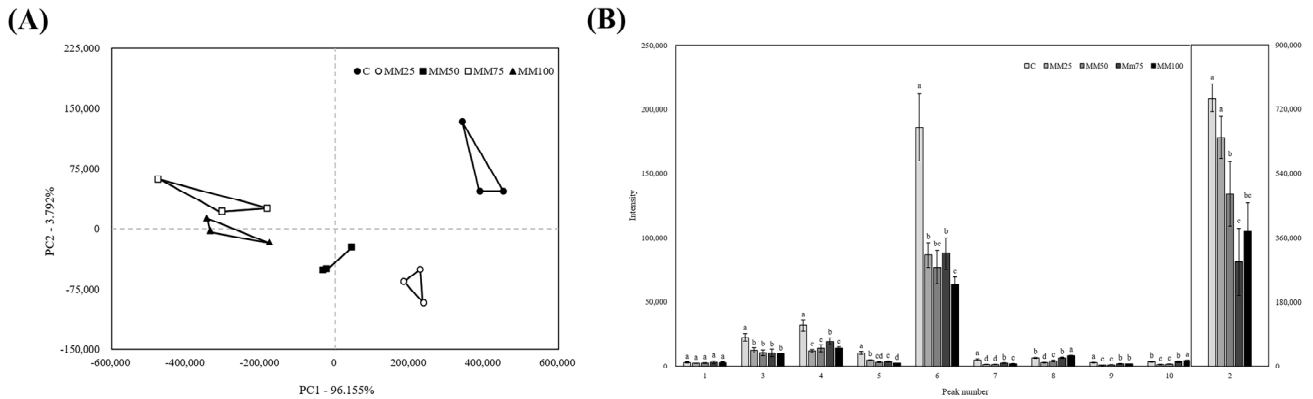 (A)
225,000
150,000
75,000
0
-75,000
-150,000
-600,000 -400,000 -200,000 0 200,000 400,000 600,000
PC2 - 3.792%
PC1 - 96.155%
C MM25 MM50 MM75 MM100
(B)
250,000
200,000
150,000
100,000
50,000
0
Intensity
C MM25 MM50 Mm75 MM100
900,000
720,000
540,000
360,000
180,000
0
a a a a a
a b b b b
a c c b c
a b cd c d
a b bc b c
a d d b c
a c c b b
b c c b a
a a b c bc
1 3 4 5 6 7 8 9 10 2
Peak number